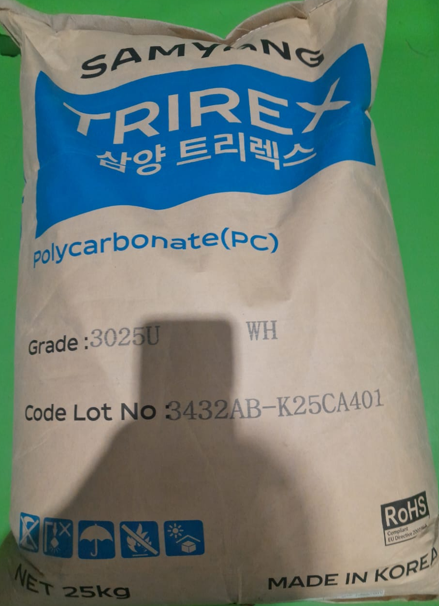 SAMYANG
TRIREX
삼양 트리렉스
Polycarbonate(PC)
Grade :3025U WH
Code Lot No :3432AB-K25CA401
RoHS
Compliant
NET 25kg
MADE IN KOREA